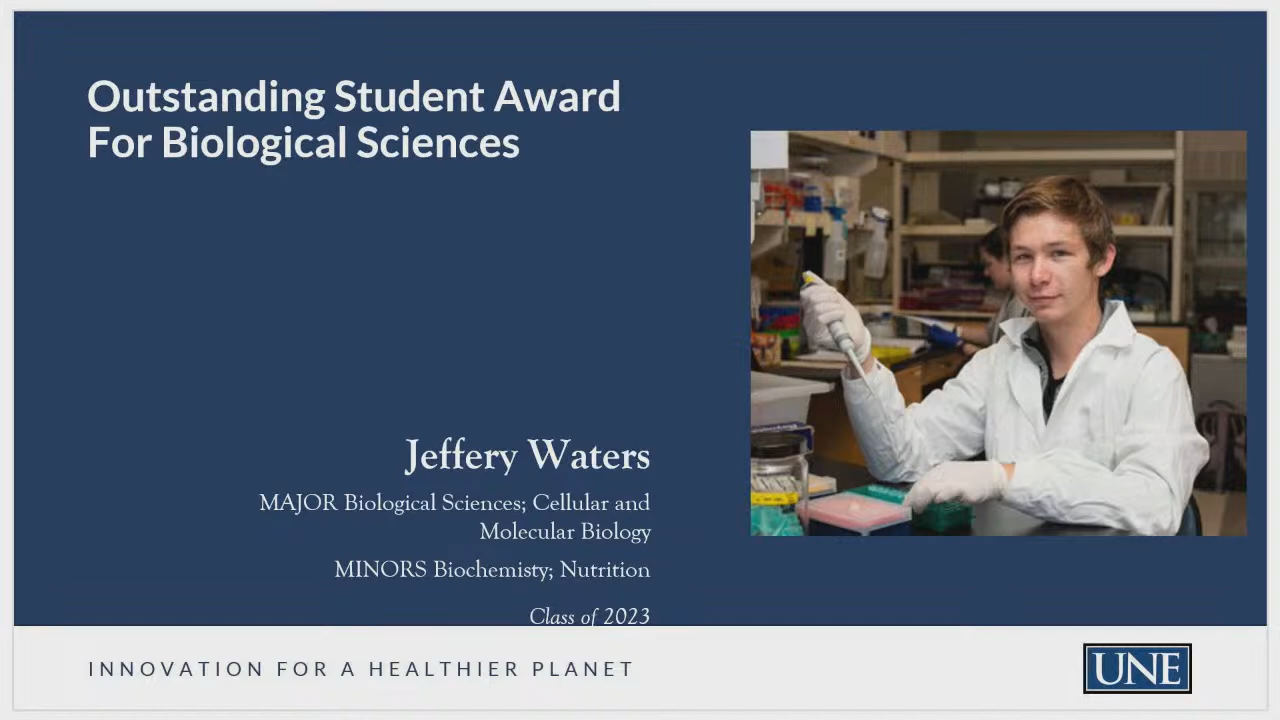 Outstanding Student Award
For Biological Sciences
Jeffery Waters
MAJOR Biological Sciences; Cellular and
Molecular Biology
MINORS Biochemisty; Nutrition
Class of 2023
INNOVATION FOR A HEALTHIER PLANET
UNE